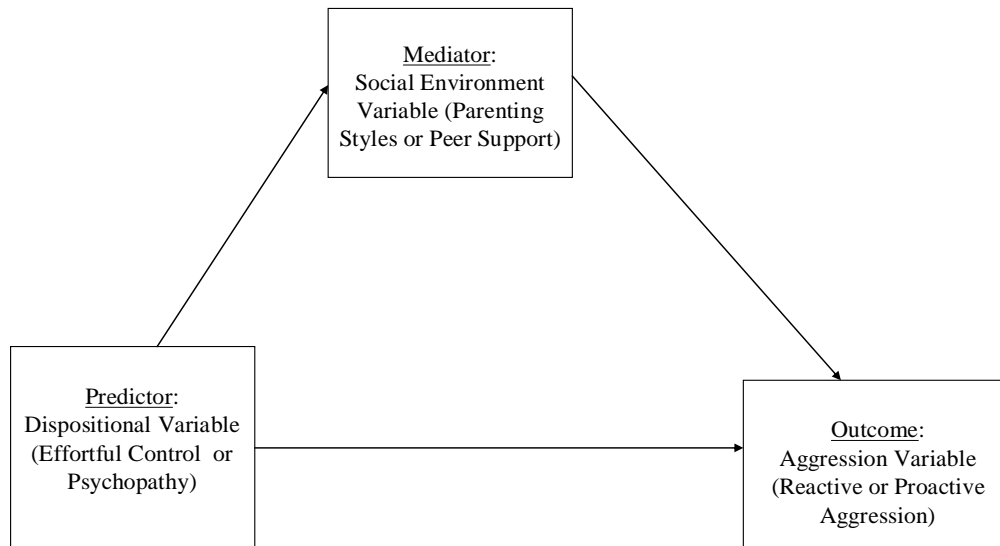 Mediator:
Social Environment
Variable (Parenting
Styles or Peer Support)
Predictor:
Dispositional Variable
(Effortful Control or
Psychopathy)
Outcome:
Aggression Variable
(Reactive or Proactive
Aggression)